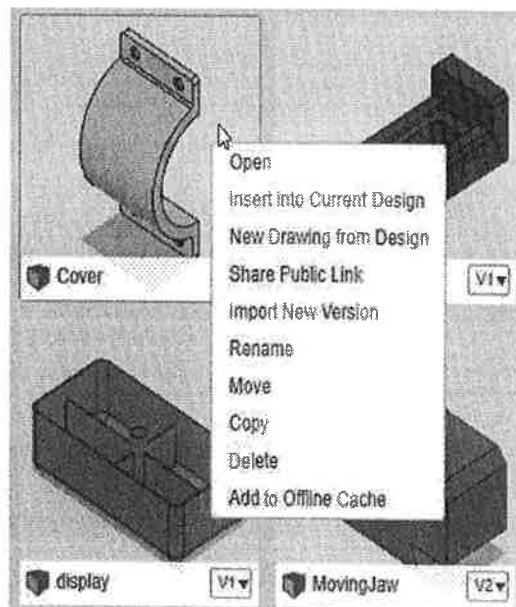 Open
Insert into Current Design
New Drawing from Design
Share Public Link
Import New Version
Rename
Move
Copy
Delete
Add to Offline Cache
Cover
V1
display
V1
MovingJaw
V2